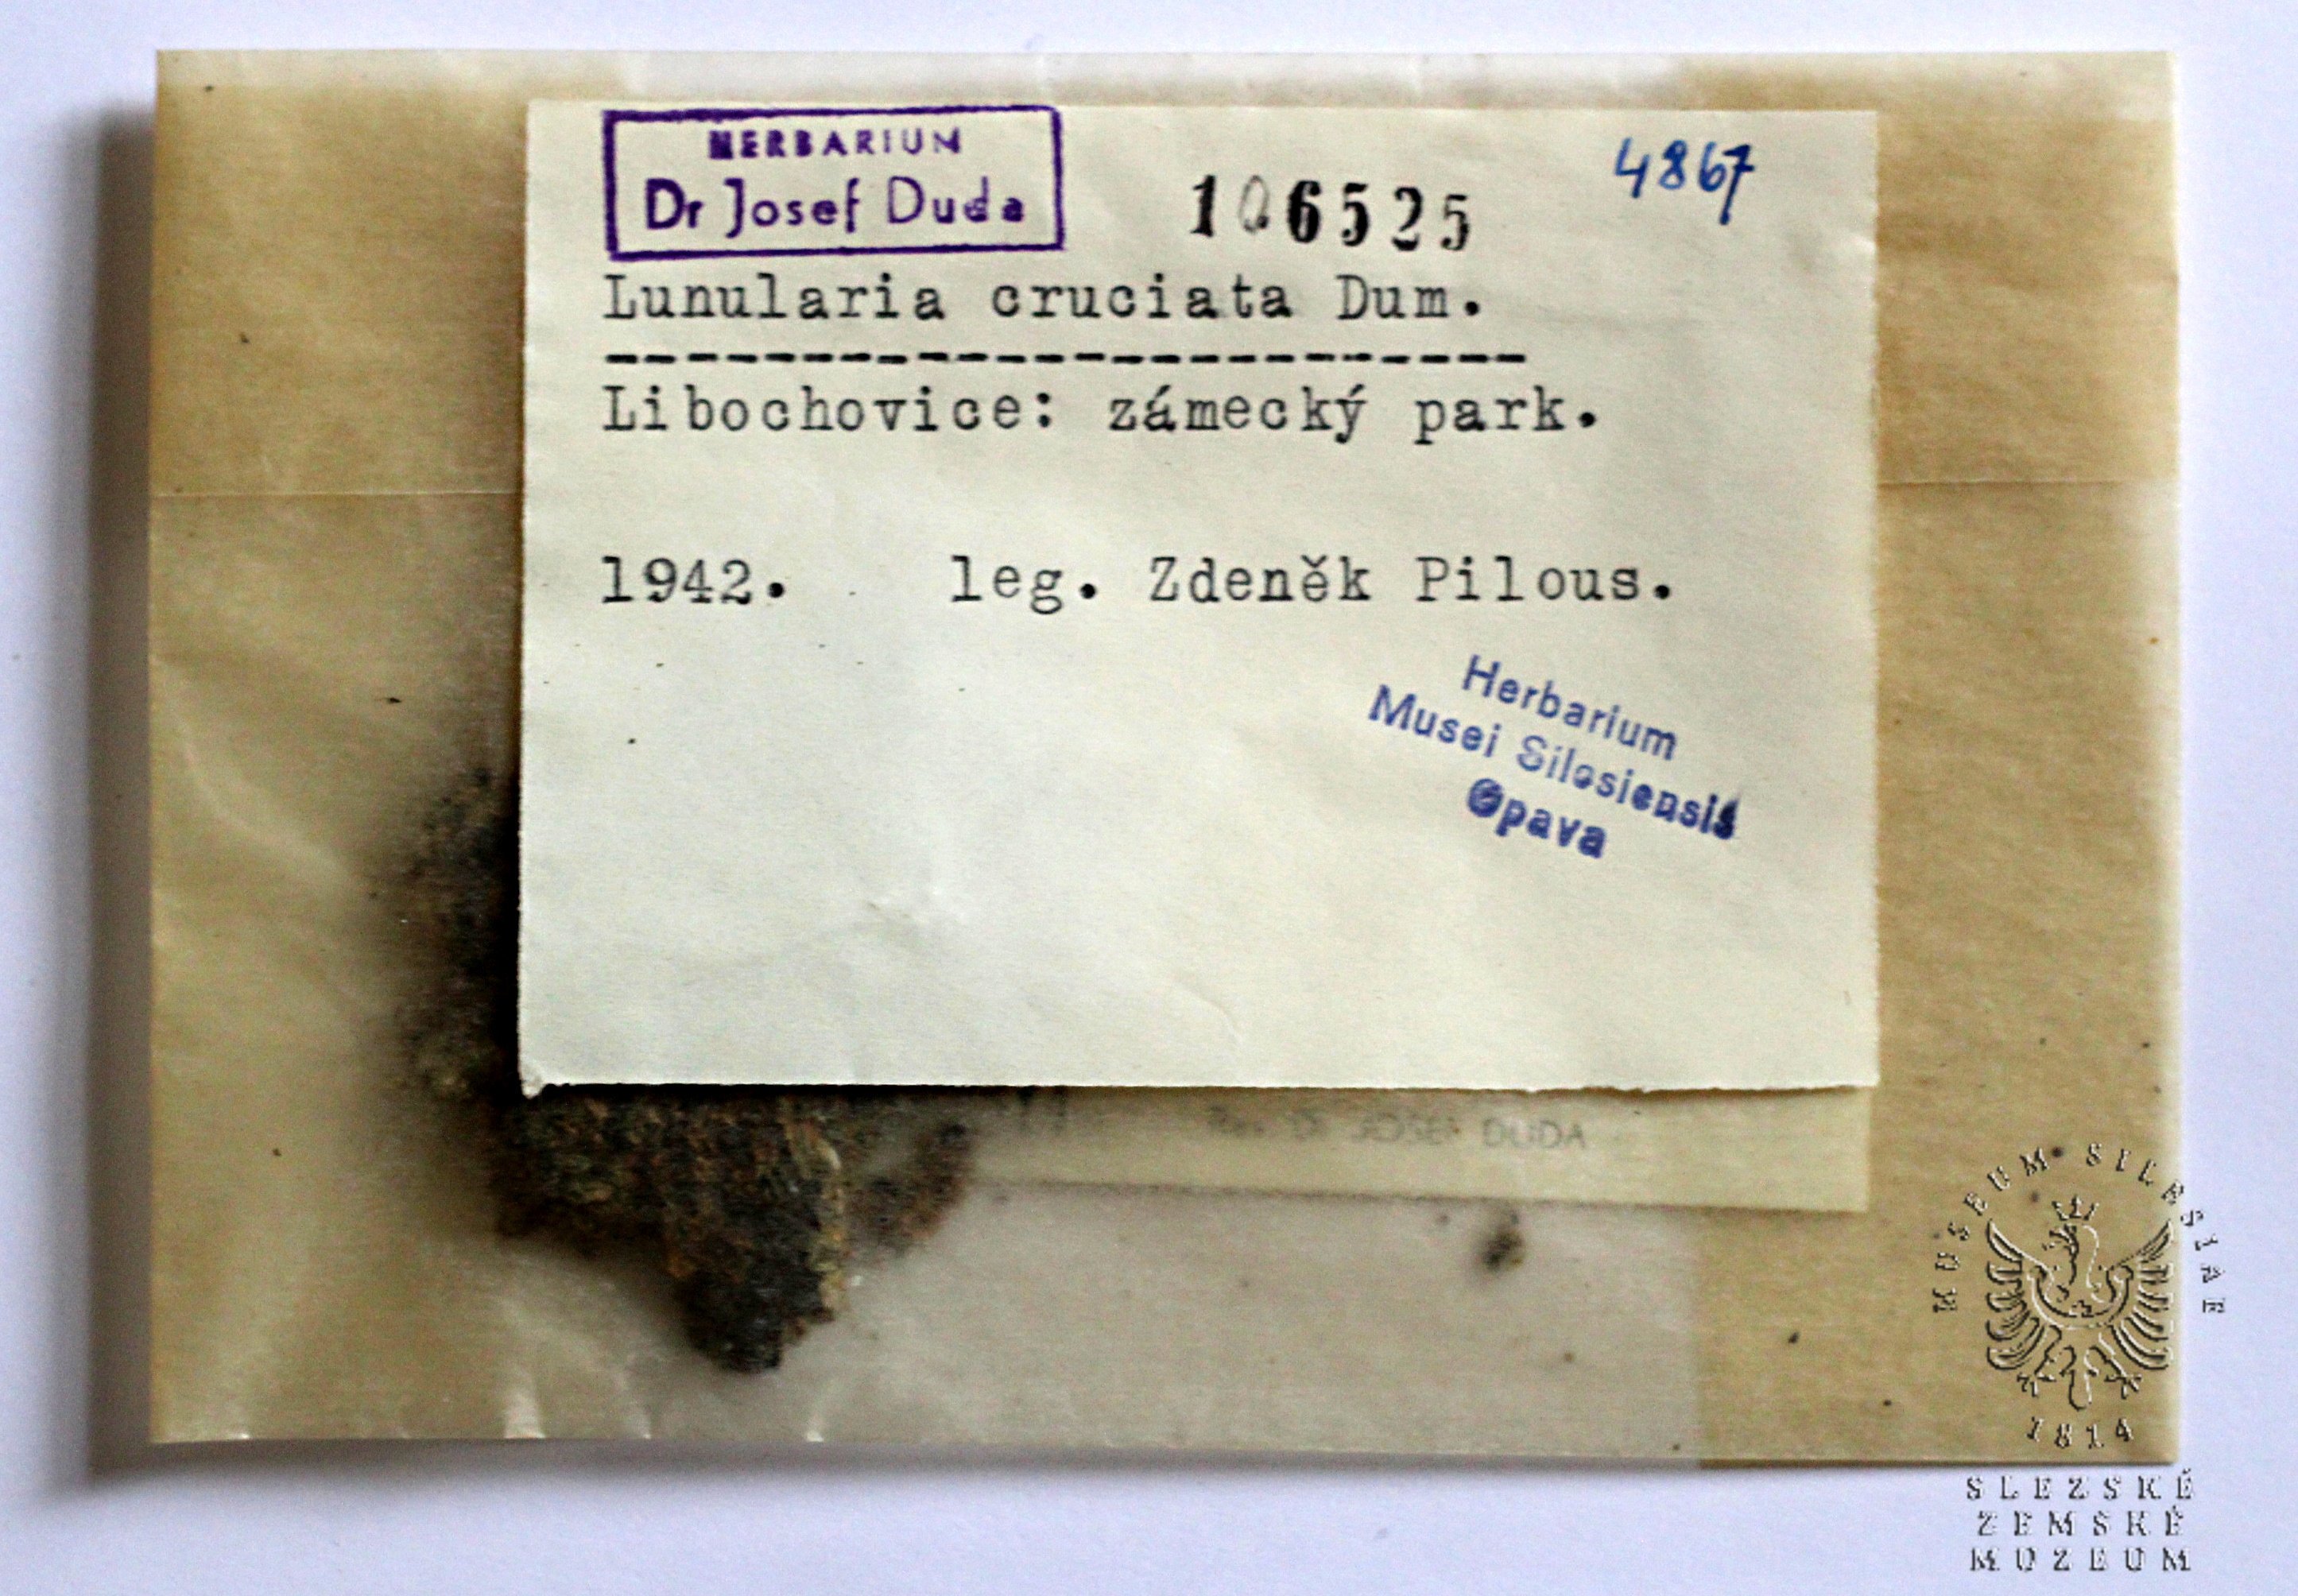 HERBARIUM
Dr Josef Duda
106525
4867
Lunularia cruciata Dum.
---------------------------
Libochovice: zámecký park.
1942. leg. Zdeněk Pilous.
Herbarium
Musei Silesiensis
Opava
JOSEF DUDA
MUSEUM SILESIAE
1814
SLEZSKÉ
ZEMSKÉ
MUZEUM